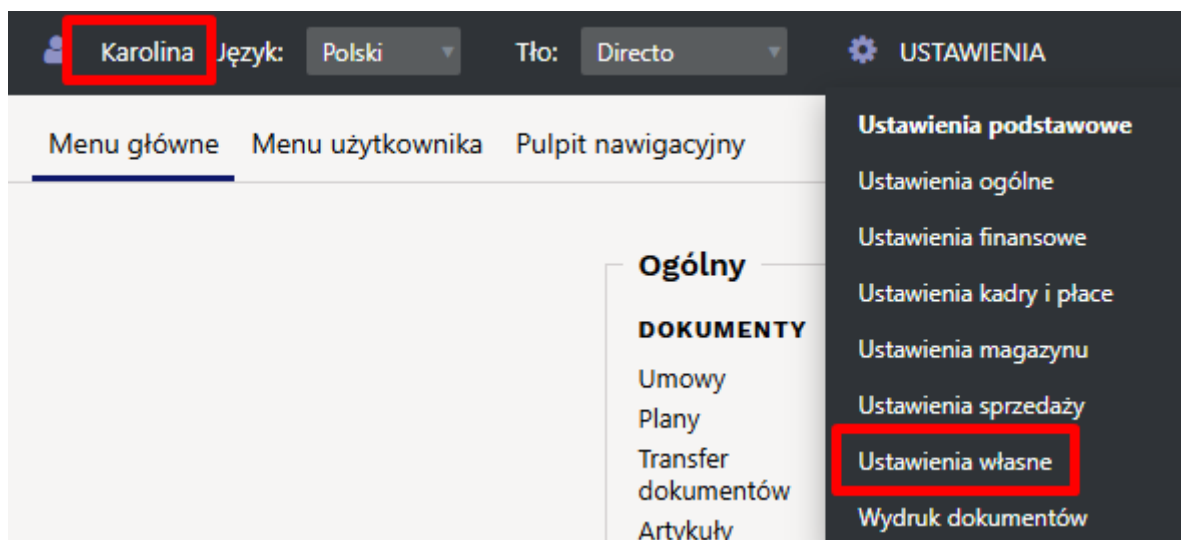 Karolina Język: Polski Tło: Directo USTAWIENIA
Menu główne Menu użytkownika Pulpit nawigacyjny
Ogólny
DOKUMENTY
Umowy
Plany
Transfer
dokumentów
Artykuły
Ustawienia podstawowe
Ustawienia ogólne
Ustawienia finansowe
Ustawienia kadry i płace
Ustawienia magazynu
Ustawienia sprzedaży
Ustawienia własne
Wydruk dokumentów